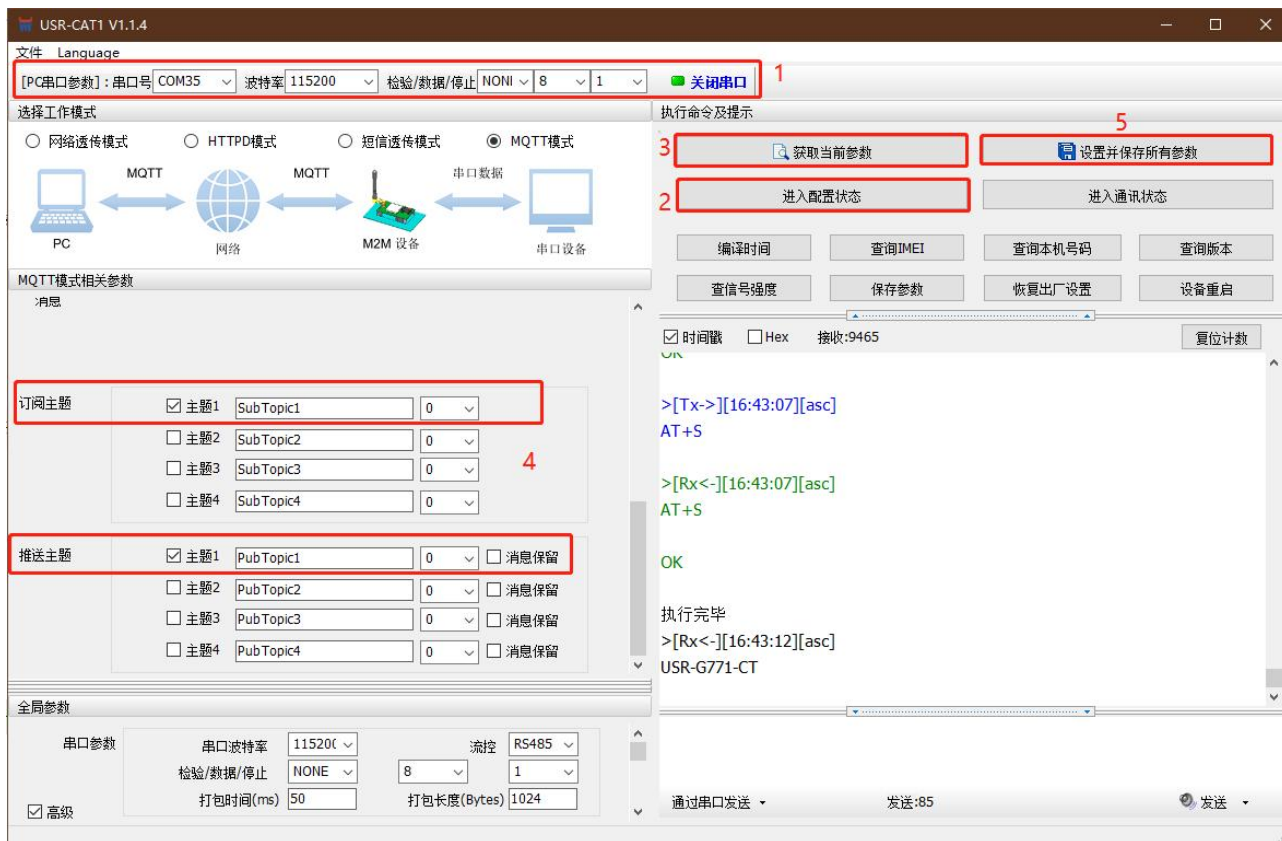 USR-CAT1 V1.1.4
文件 Language
[PC串口参数]：串口号 COM35 波特率 115200 检验/数据/停止 NONI 8 1 关闭串口 1
选择工作模式
网络透传模式 HTTPD模式 短信透传模式 MQTT模式
MQTT MQTT 串口数据
PC 网络 M2M 设备 串口设备
MQTT模式相关参数
消息
订阅主题 主题1 SubTopic1 0
主题2 SubTopic2 0
主题3 SubTopic3 0
主题4 SubTopic4 0
4
推送主题 主题1 PubTopic1 0 消息保留
主题2 PubTopic2 0 消息保留
主题3 PubTopic3 0 消息保留
主题4 PubTopic4 0 消息保留
全局参数
串口参数 串口波特率 11520( 流控 RS485
检验/数据/停止 NONE 8 1
打包时间(ms) 50 打包长度(Bytes) 1024
高级
执行命令及提示
5
3 获取当前参数 设置并保存所有参数
2 进入配置状态 进入通讯状态
编译时间 查询IMEI 查询本机号码 查询版本
查信号强度 保存参数 恢复出厂设置 设备重启
时间戳 Hex 接收:9465 复位计数
OK
>[Tx->][16:43:07][asc]
AT+S
>[Rx<-][16:43:07][asc]
AT+S
OK
执行完毕
>[Rx<-][16:43:12][asc]
USR-G771-CT
通过串口发送 发送:85 发送